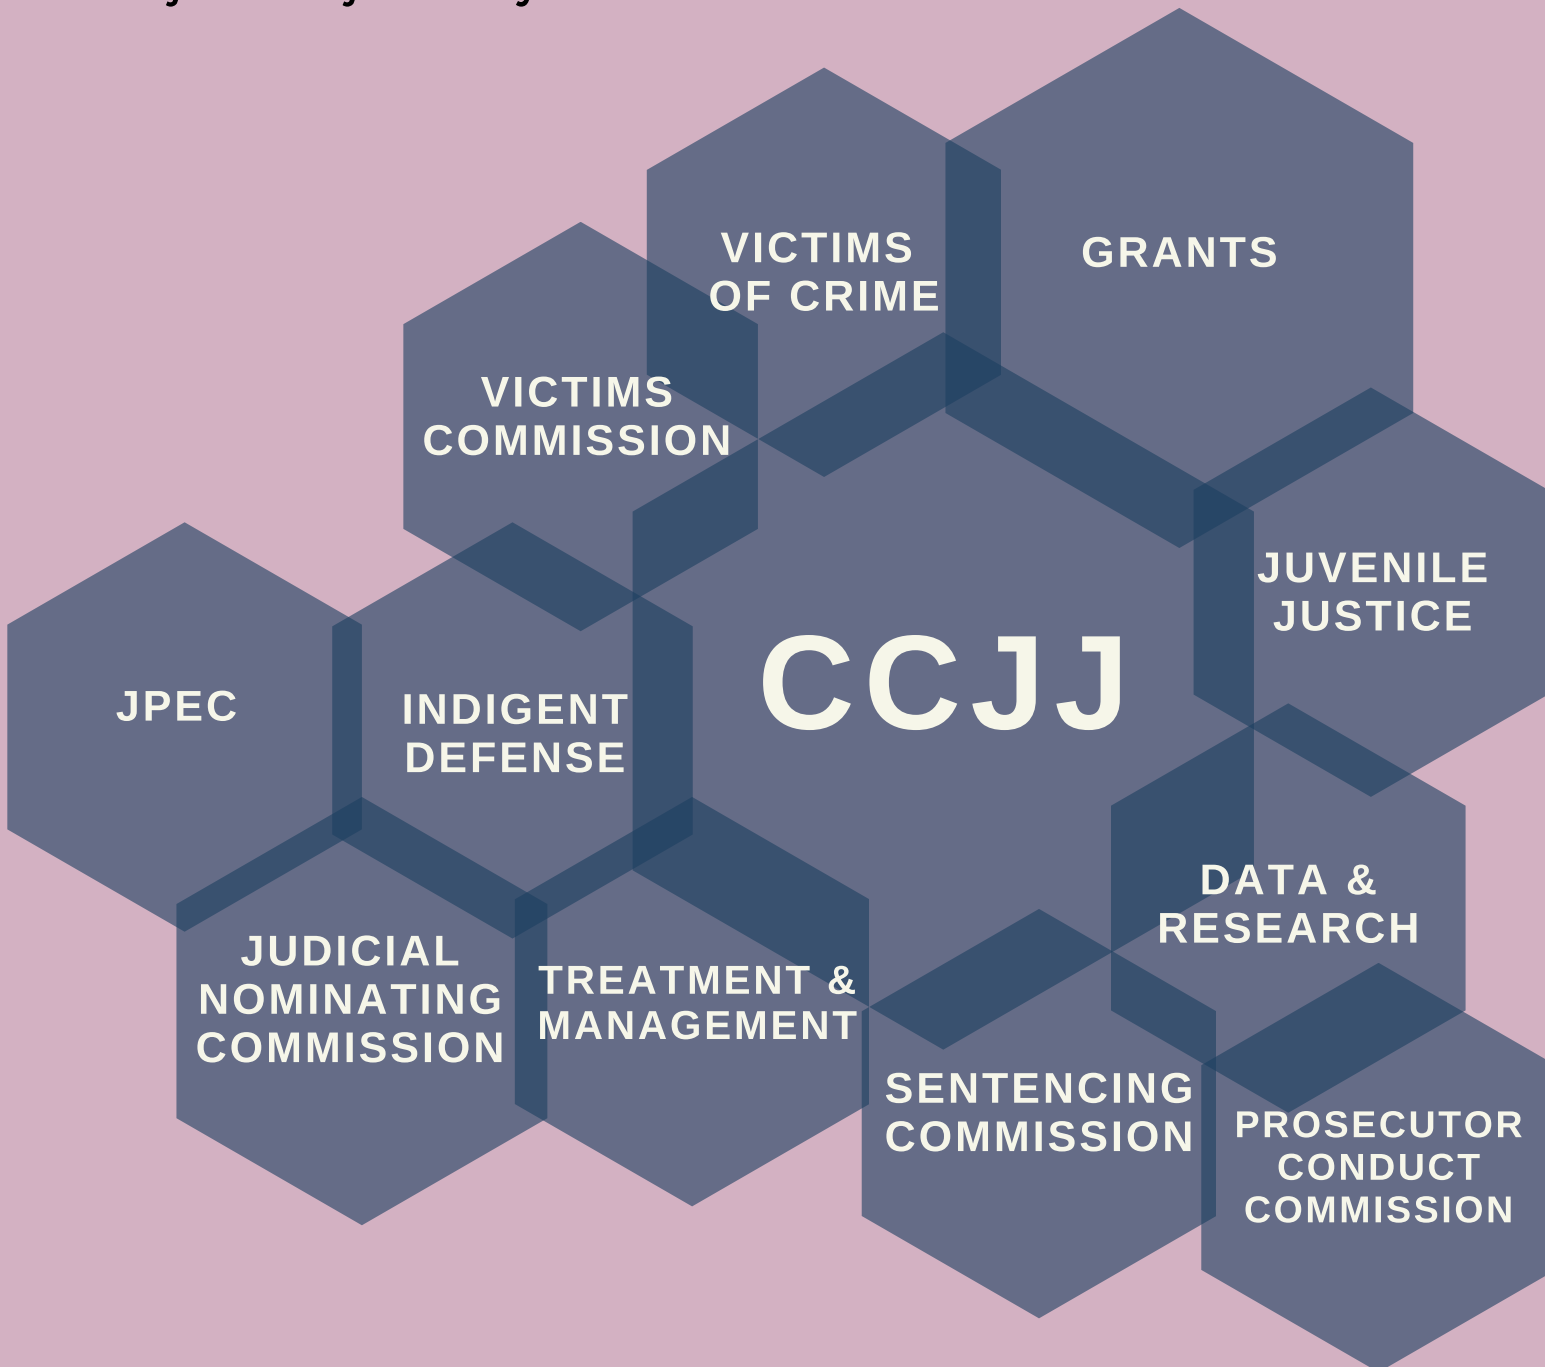 VICTIMS
OF CRIME
GRANTS
VICTIMS
COMMISSION
JUVENILE
JUSTICE
CCJJ
JPEC
INDIGENT
DEFENSE
DATA &
RESEARCH
JUDICIAL
NOMINATING
COMMISSION
TREATMENT &
MANAGEMENT
SENTENCING
COMMISSION
PROSECUTOR
CONDUCT
COMMISSION